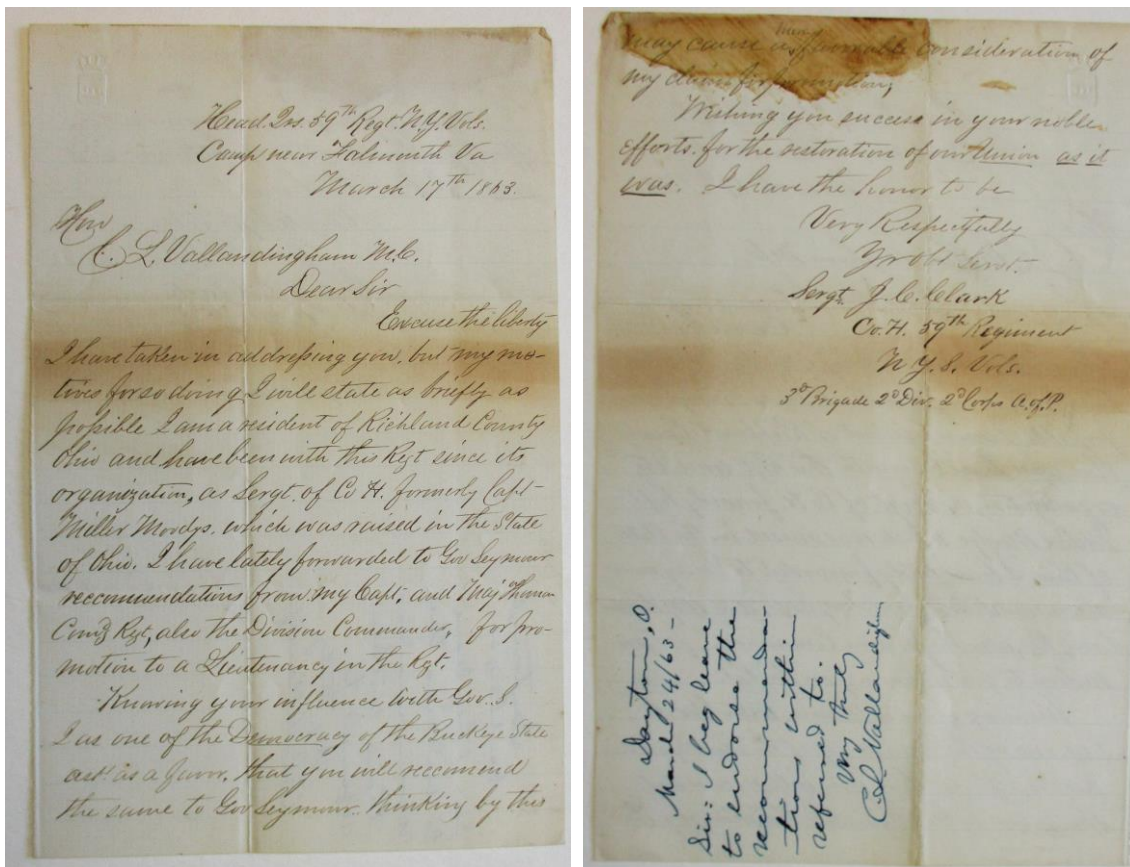 Head. Qrs. 59th Regt. N.Y. Vols.
Camp near Falmouth Va
March 17th 1863.
Hon
C. L. Vallandingham M.C.
Dear Sir
Excuse the liberty
I have taken in addressing you, but my mo-
tives for so doing I will state as briefly as
possible I am a resident of Richland County
Ohio and have been with this Regt since its
organization, as Sergt. of Co H. formerly Capt
Miller Moodys. which was raised in the State
of Ohio. I have lately forwarded to Gov Seymour
reccommendations from my Capt. and Maj
Comdg Rgt, also the Division Commander, for pro-
motion to a Lieutenancy in the Rgt.
Knowing your influence with Gov. S.
I as one of the Democracy of the Buckeye State
ask as a favor, that you will reccomend
the same to Gov Seymour. thinking by this
may cause a favorable consideration of
my claim for promotion,
Wishing you success in your noble
efforts. for the restoration of our Union as it
was. I have the honor to be
Very Respectfully
Yr obt Servt.
Sergt. J. C. Clark
Co. H. 59th Regiment
N. Y. S. Vols.
3d Brigade 2d Div. 2d Corps A. of P.
Dayton, O.
March 24/63 -
Sir: I beg leave
to endorse the
recommenda-
tions within
referred to.
Very truly
C. L. Vallandigham